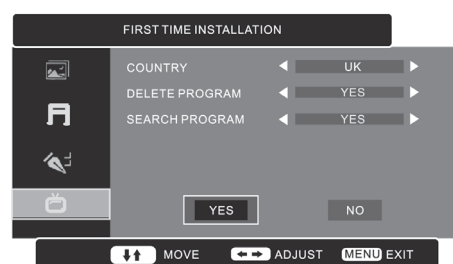 FIRST TIME INSTALLATION
COUNTRY UK
DELETE PROGRAM YES
SEARCH PROGRAM YES
YES NO
MOVE ADJUST MENU EXIT